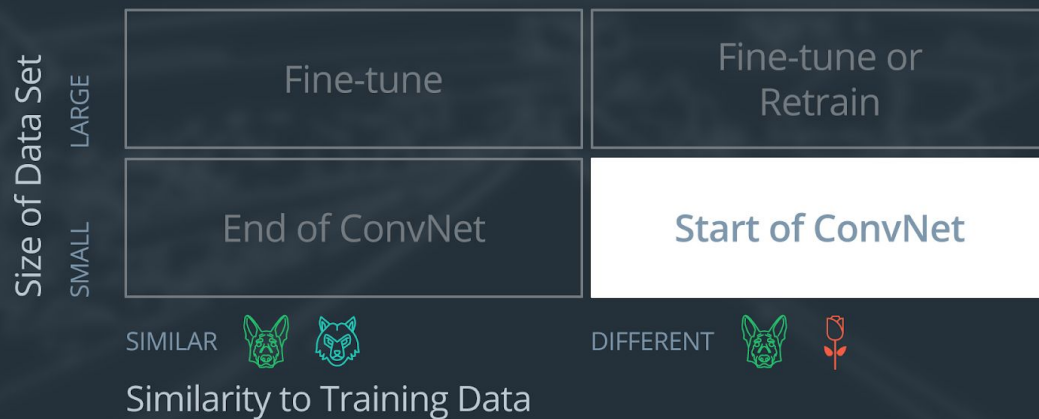 Size of Data Set
LARGE
SMALL
Fine-tune
Fine-tune or
Retrain
End of ConvNet
Start of ConvNet
SIMILAR
DIFFERENT
Similarity to Training Data